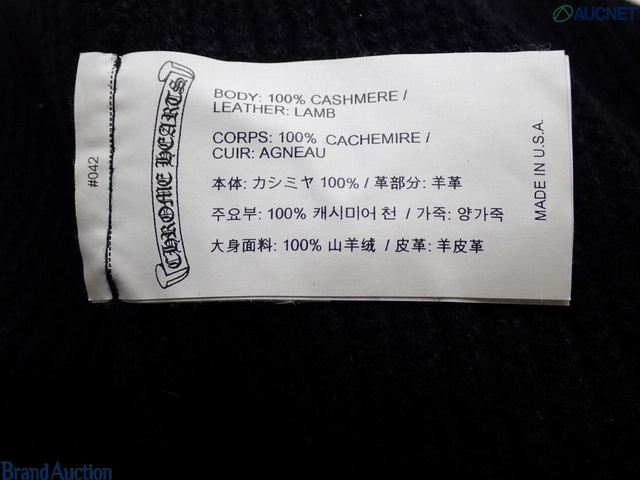 AUCNET
#042
CHROME HEARTS
BODY: 100% CASHMERE /
LEATHER: LAMB
CORPS: 100% CACHEMIRE /
CUIR: AGNEAU
本体: カシミヤ 100% / 革部分: 羊革
주요부: 100% 캐시미어 천 / 가죽: 양가죽
大身面料: 100% 山羊绒 / 皮革: 羊皮革
MADE IN U.S.A.
Brand Auction